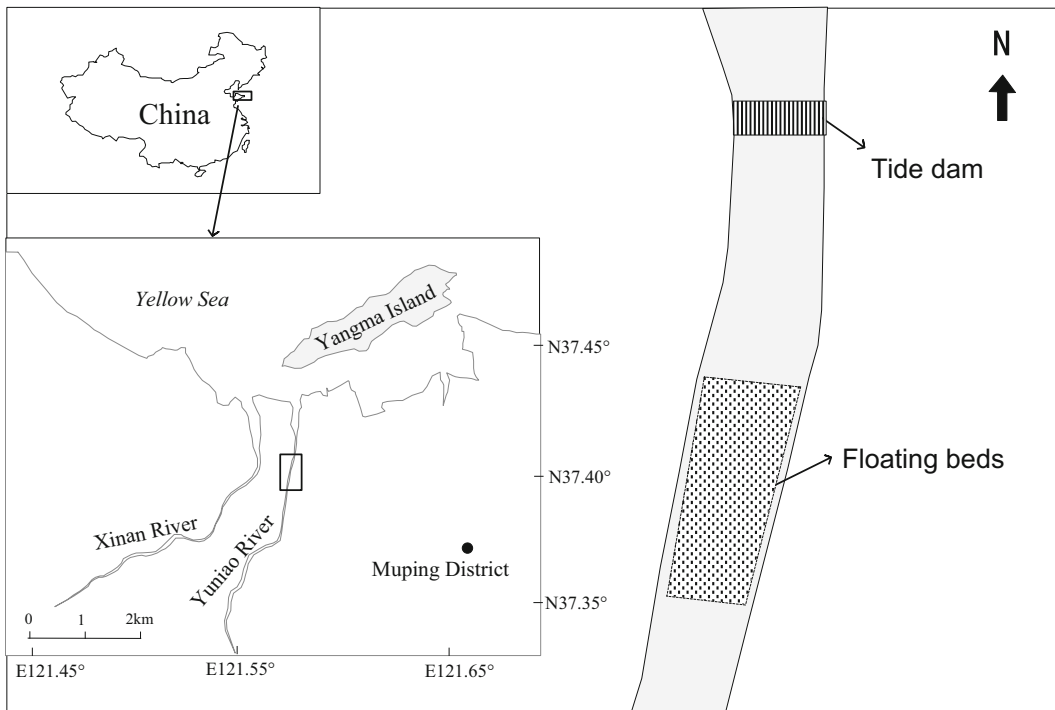 China
N
Tide dam
Yellow Sea
Yangma Island
N37.45°
Floating beds
N37.40°
Xinan River
Yuniao River
Muping District
N37.35°
0 1 2km
E121.45° E121.55° E121.65°